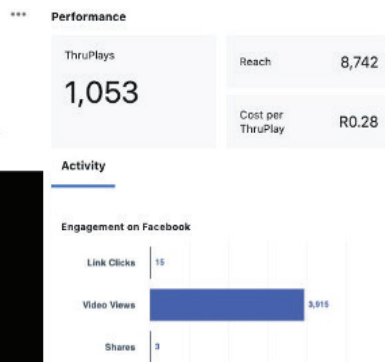 ...
Performance
ThruPlays
1,053
Reach 8,742
Cost per
ThruPlay
R0.28
Activity
Engagement on Facebook
Link Clicks 15
Video Views 3,915
Shares 3